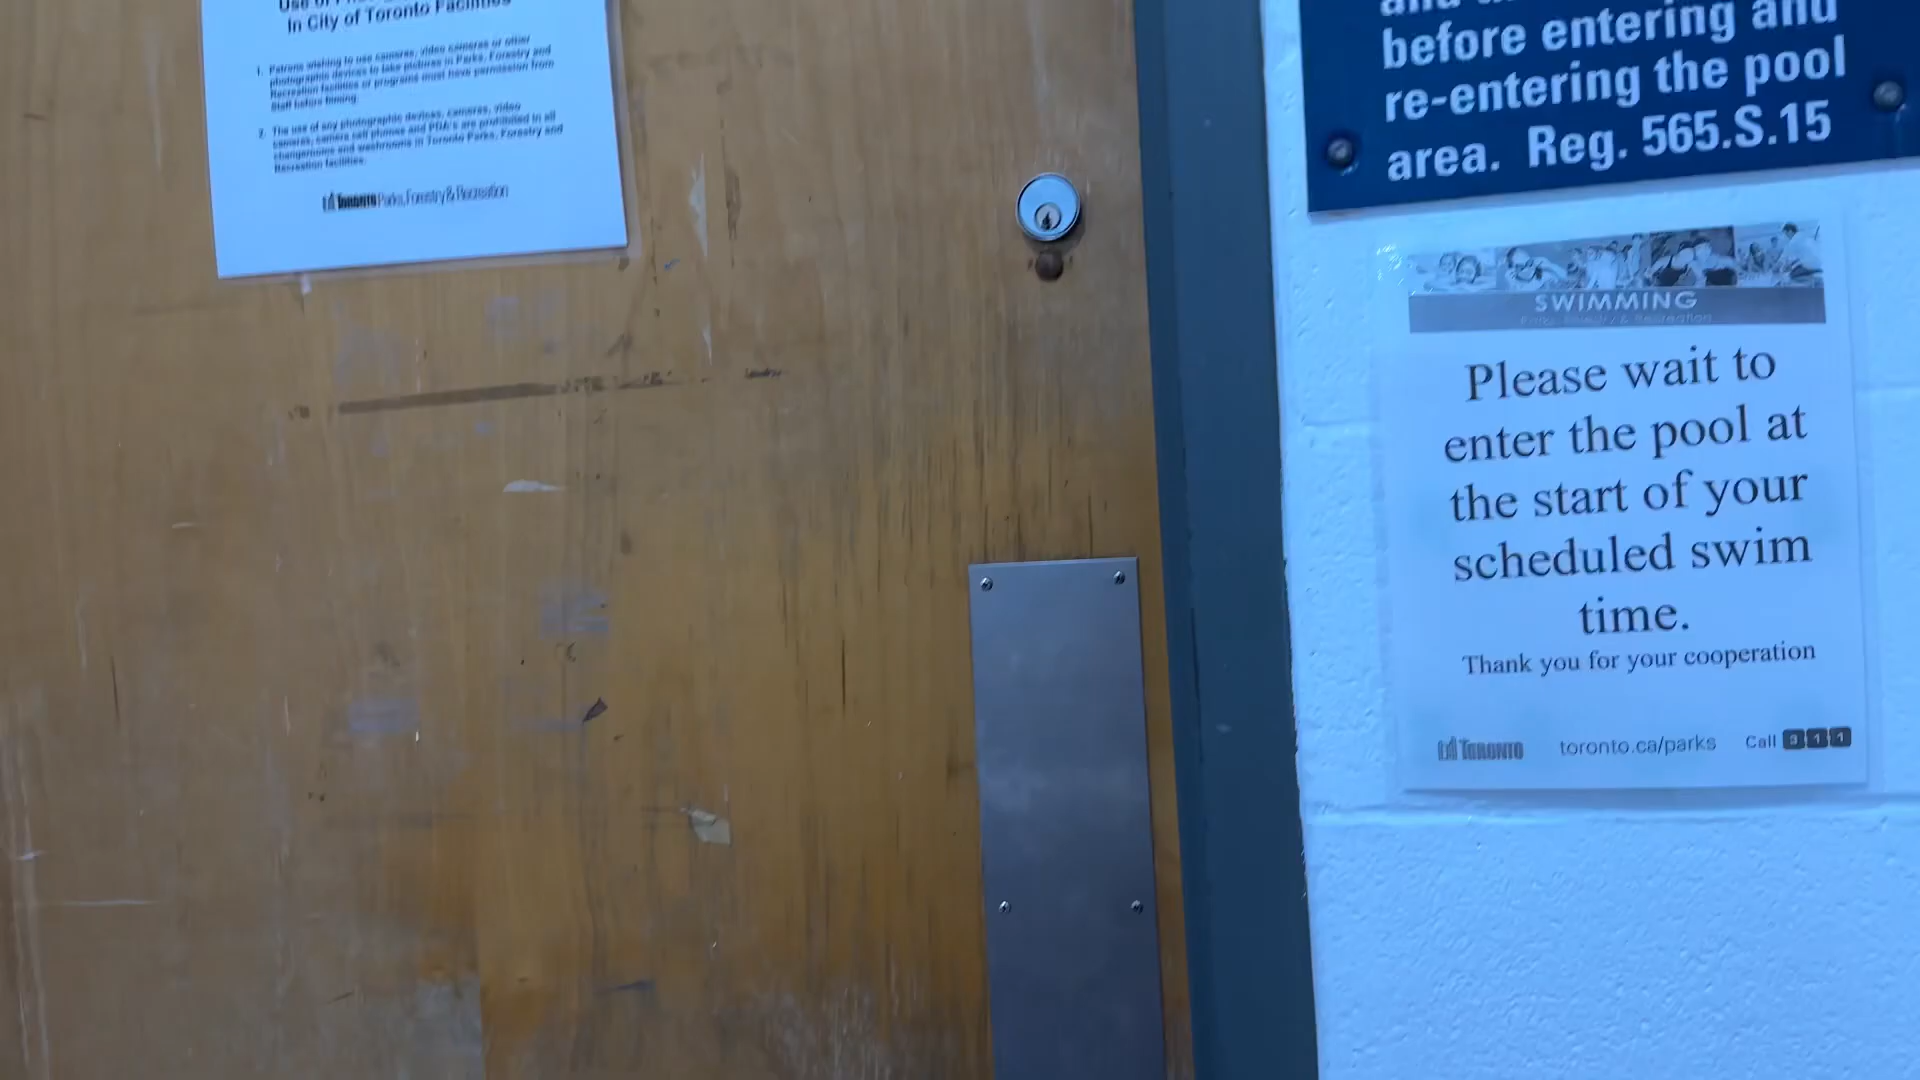 In City of Toronto Facilities
1. Patrons wishing to use cameras, video cameras or other
photographic devices to take pictures in Parks, Forestry and
Recreation facilities or programs must have permission from
Staff before filming.
2. The use of any photographic devices, cameras, video
cameras, camera cell phones and PDA's are prohibited in all
changerooms and washrooms in Toronto Parks, Forestry and
Recreation facilities.
TORONTO Parks, Forestry & Recreation
before entering and
re-entering the pool
area. Reg. 565.S.15
SWIMMING
Parks, Forestry & Recreation
Please wait to
enter the pool at
the start of your
scheduled swim
time.
Thank you for your cooperation
TORONTO toronto.ca/parks Call 311